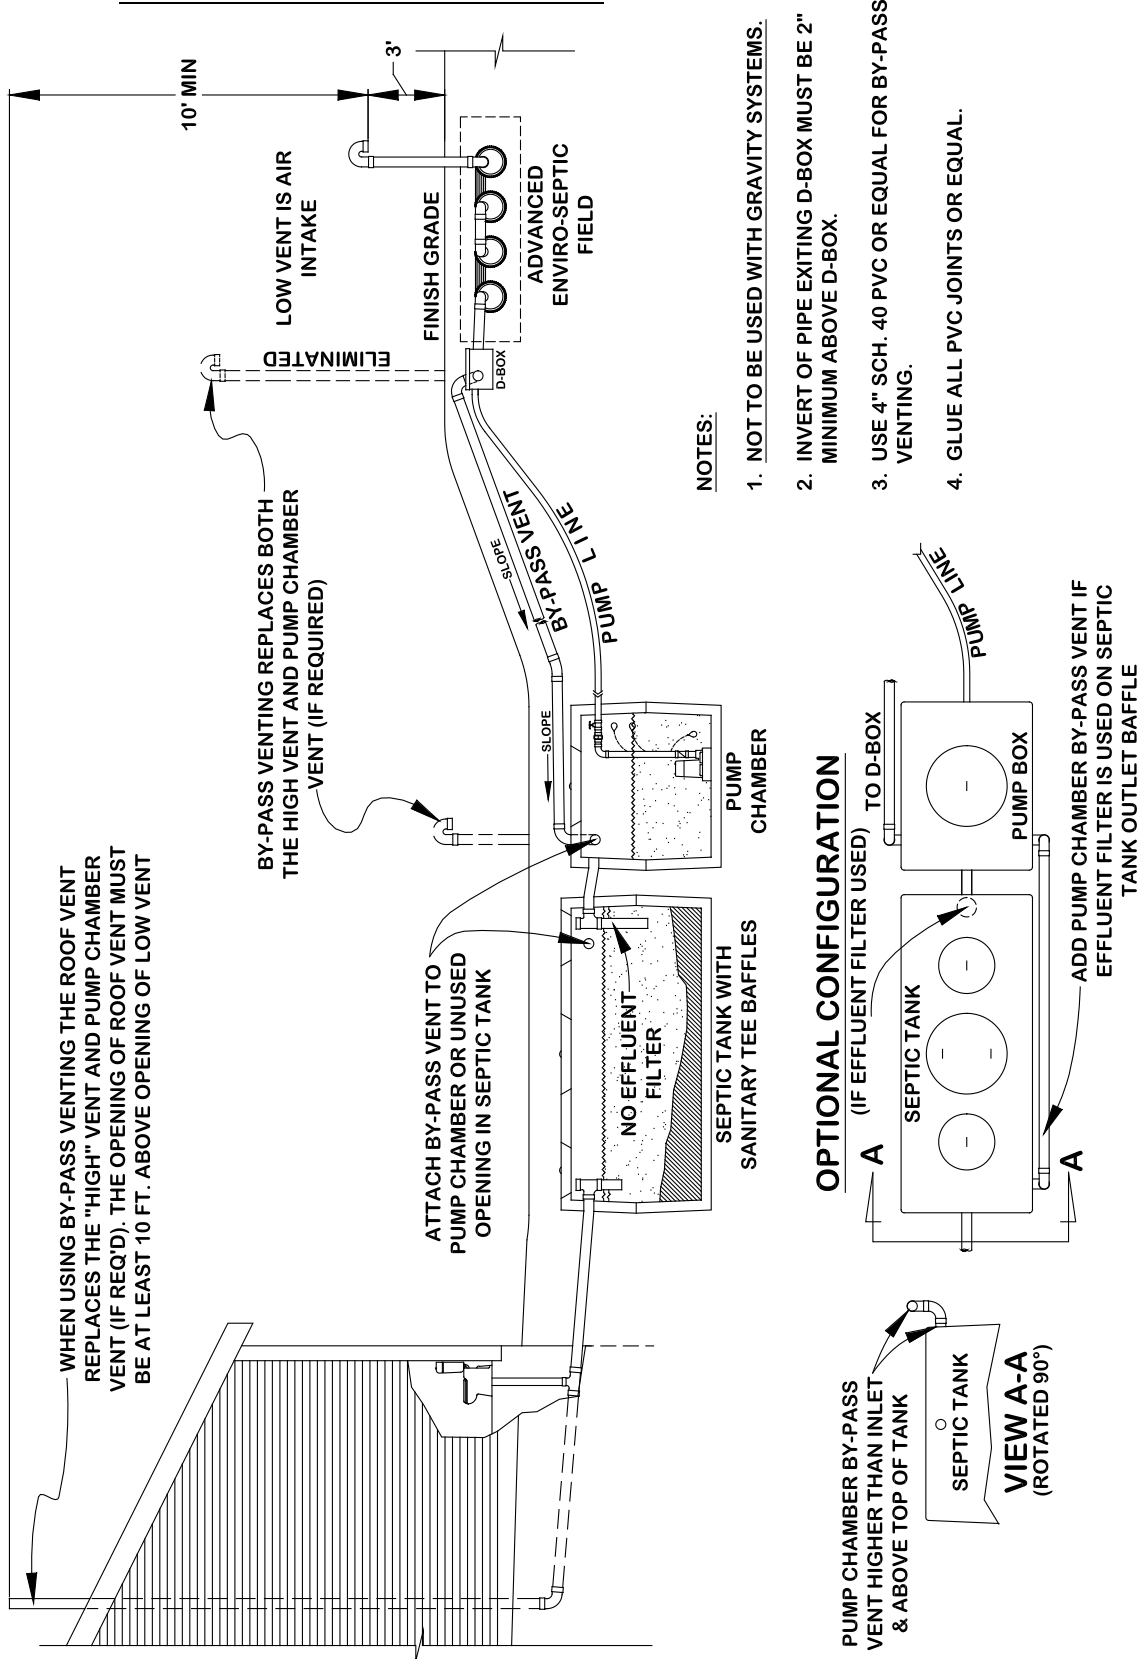 WHEN USING BY-PASS VENTING THE ROOF VENT
REPLACES THE "HIGH" VENT AND PUMP CHAMBER
VENT (IF REQ'D). THE OPENING OF ROOF VENT MUST
BE AT LEAST 10 FT. ABOVE OPENING OF LOW VENT
10' MIN
3'
BY-PASS VENTING REPLACES BOTH
THE HIGH VENT AND PUMP CHAMBER
VENT (IF REQUIRED)
LOW VENT IS AIR
INTAKE
ELIMINATED
FINISH GRADE
ATTACH BY-PASS VENT TO
PUMP CHAMBER OR UNUSED
OPENING IN SEPTIC TANK
SLOPE
SLOPE
BY-PASS VENT
PUMP LINE
D-BOX
ADVANCED
ENVIRO-SEPTIC
FIELD
NO EFFLUENT
FILTER
SEPTIC TANK WITH
SANITARY TEE BAFFLES
PUMP
CHAMBER
NOTES:
1. NOT TO BE USED WITH GRAVITY SYSTEMS.
2. INVERT OF PIPE EXITING D-BOX MUST BE 2"
MINIMUM ABOVE D-BOX.
3. USE 4" SCH. 40 PVC OR EQUAL FOR BY-PASS
VENTING.
4. GLUE ALL PVC JOINTS OR EQUAL.
OPTIONAL CONFIGURATION
(IF EFFLUENT FILTER USED)
A
SEPTIC TANK
TO D-BOX
PUMP BOX
PUMP LINE
A
ADD PUMP CHAMBER BY-PASS VENT IF
EFFLUENT FILTER IS USED ON SEPTIC
TANK OUTLET BAFFLE
PUMP CHAMBER BY-PASS
VENT HIGHER THAN INLET
& ABOVE TOP OF TANK
SEPTIC TANK
VIEW A-A
(ROTATED 90°)